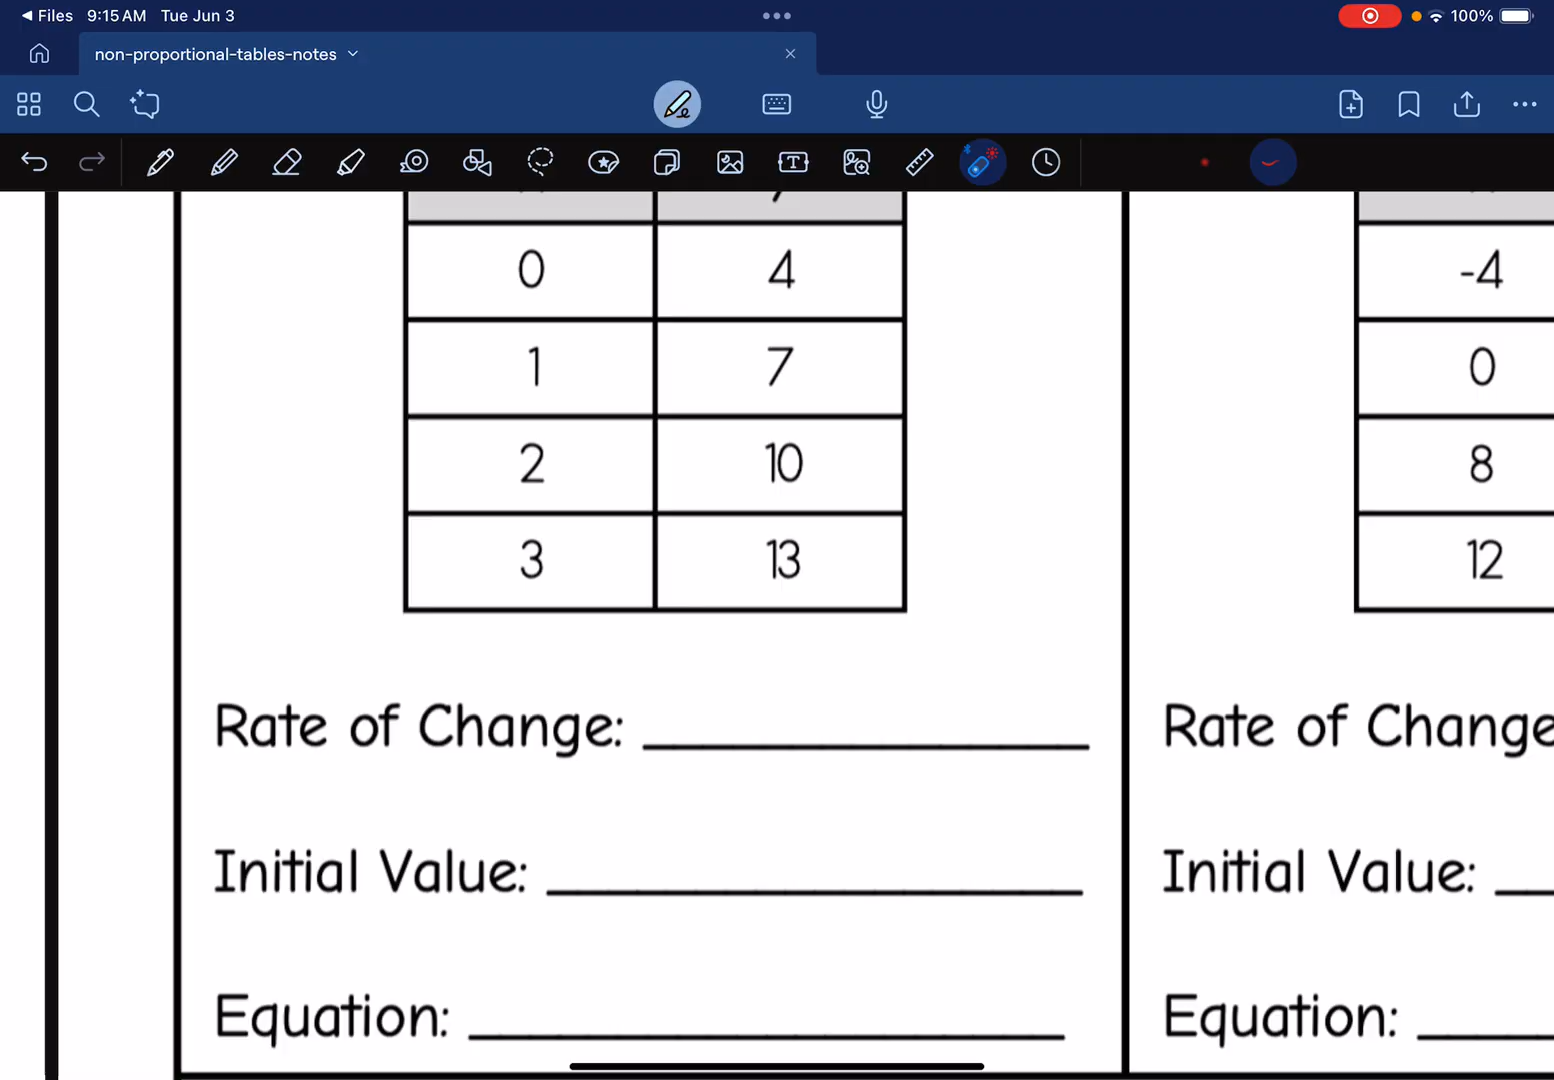 Files 9:15 AM Tue Jun 3 100%
non-proportional-tables-notes
0 4 -4
1 7 0
2 10 8
3 13 12
Rate of Change: Rate of Change
Initial Value: Initial Value:
Equation: Equation: